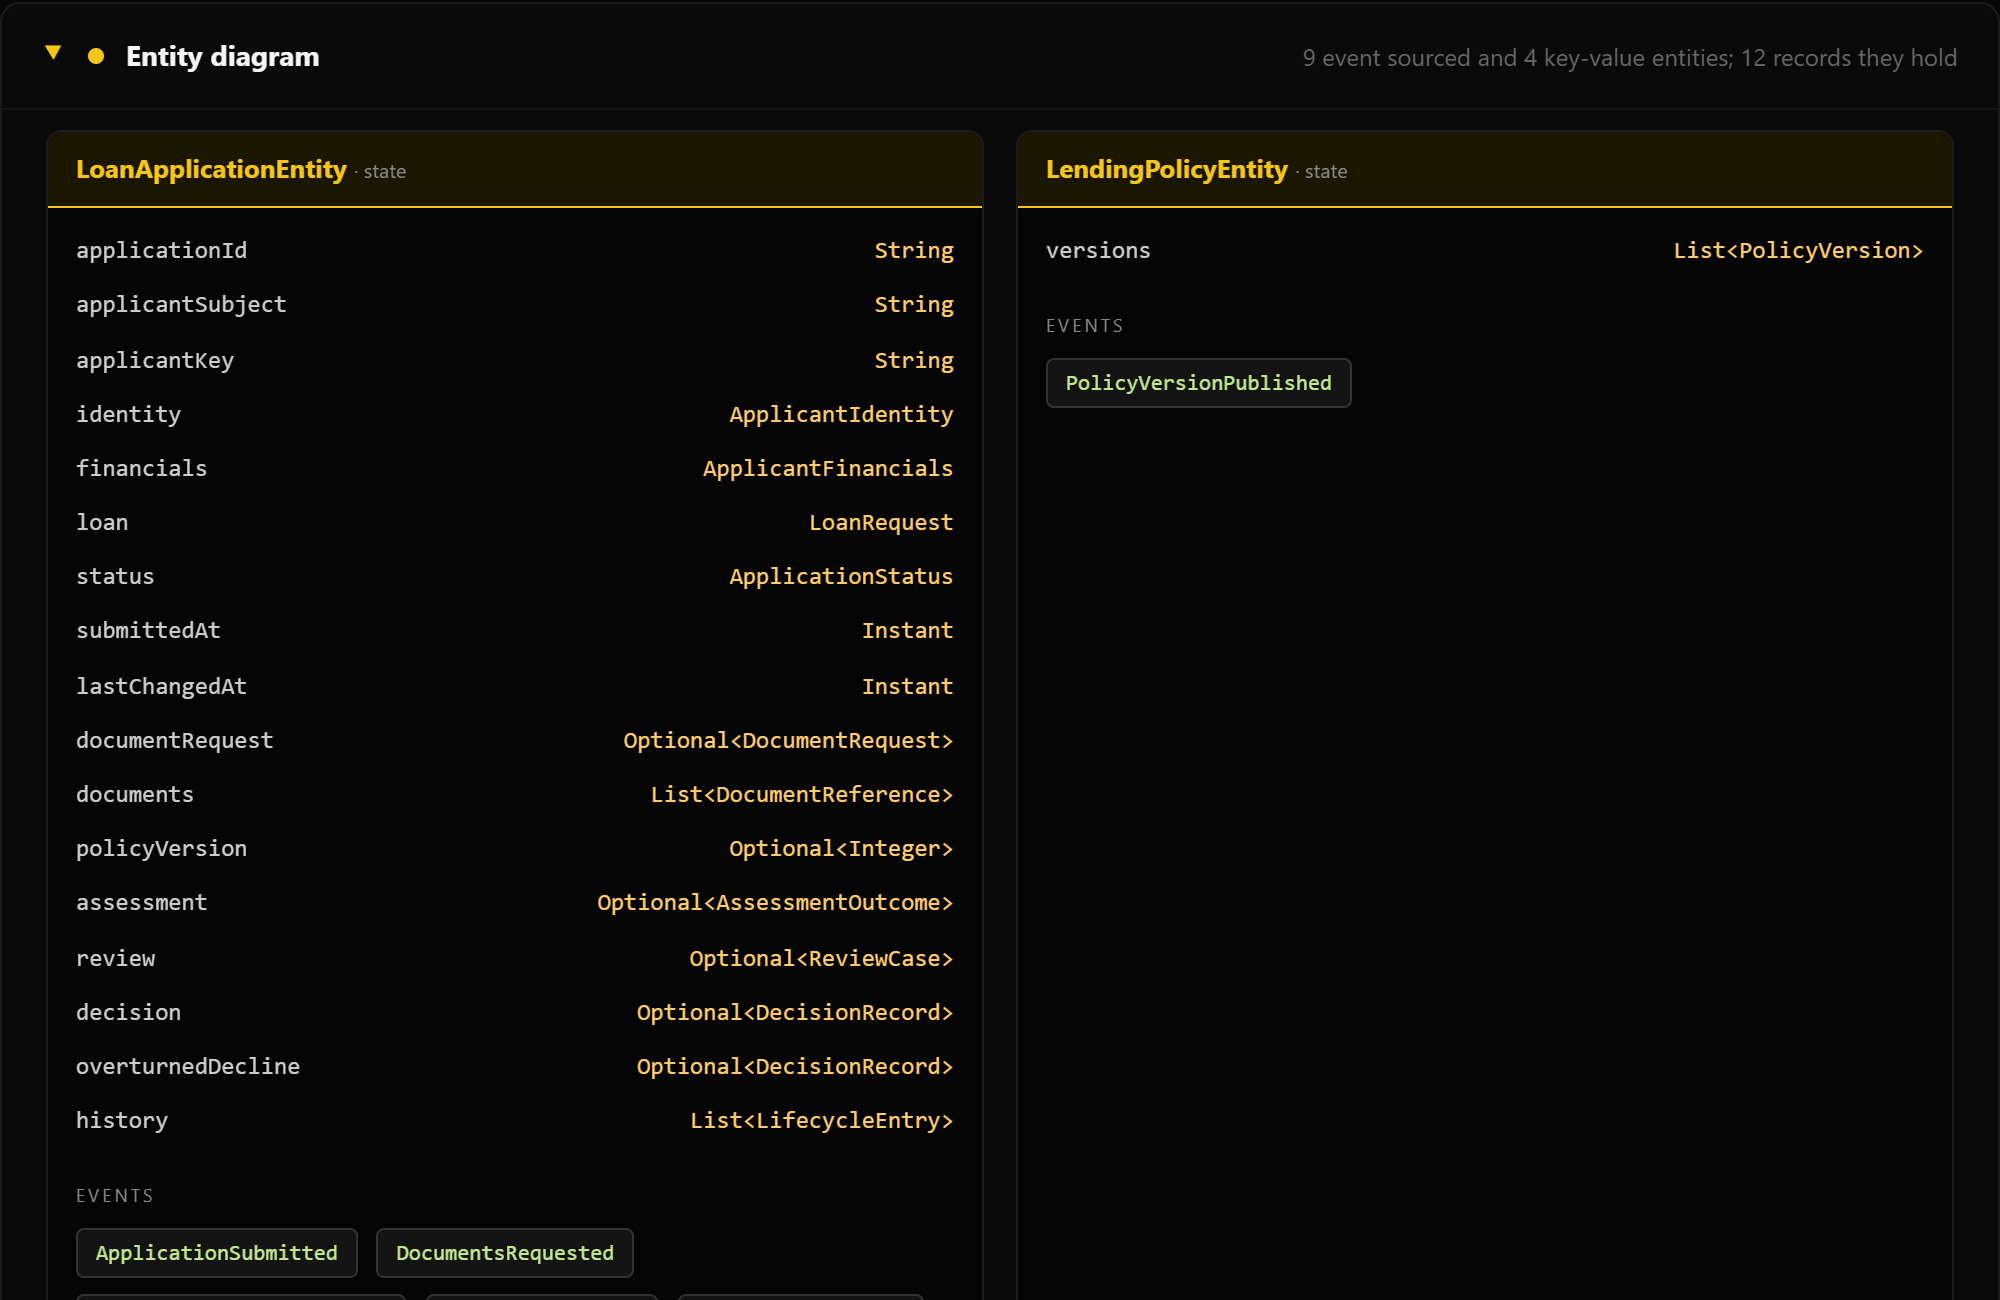 Entity diagram
9 event sourced and 4 key-value entities; 12 records they hold
LoanApplicationEntity · state
applicationId String
applicantSubject String
applicantKey String
identity ApplicantIdentity
financials ApplicantFinancials
loan LoanRequest
status ApplicationStatus
submittedAt Instant
lastChangedAt Instant
documentRequest Optional<DocumentRequest>
documents List<DocumentReference>
policyVersion Optional<Integer>
assessment Optional<AssessmentOutcome>
review Optional<ReviewCase>
decision Optional<DecisionRecord>
overturnedDecline Optional<DecisionRecord>
history List<LifecycleEntry>
EVENTS
ApplicationSubmitted DocumentsRequested
LendingPolicyEntity · state
versions List<PolicyVersion>
EVENTS
PolicyVersionPublished